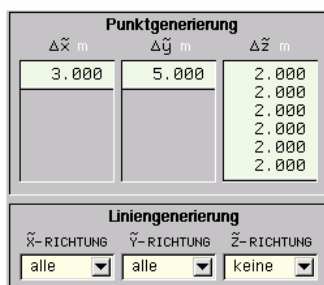 Punktgenerierung
Δx̃ m Δỹ m Δz̃ m
3.000 5.000 2.000
2.000
2.000
2.000
2.000
2.000
Liniengenerierung
X̃-RICHTUNG Ỹ-RICHTUNG Z̃-RICHTUNG
alle alle keine